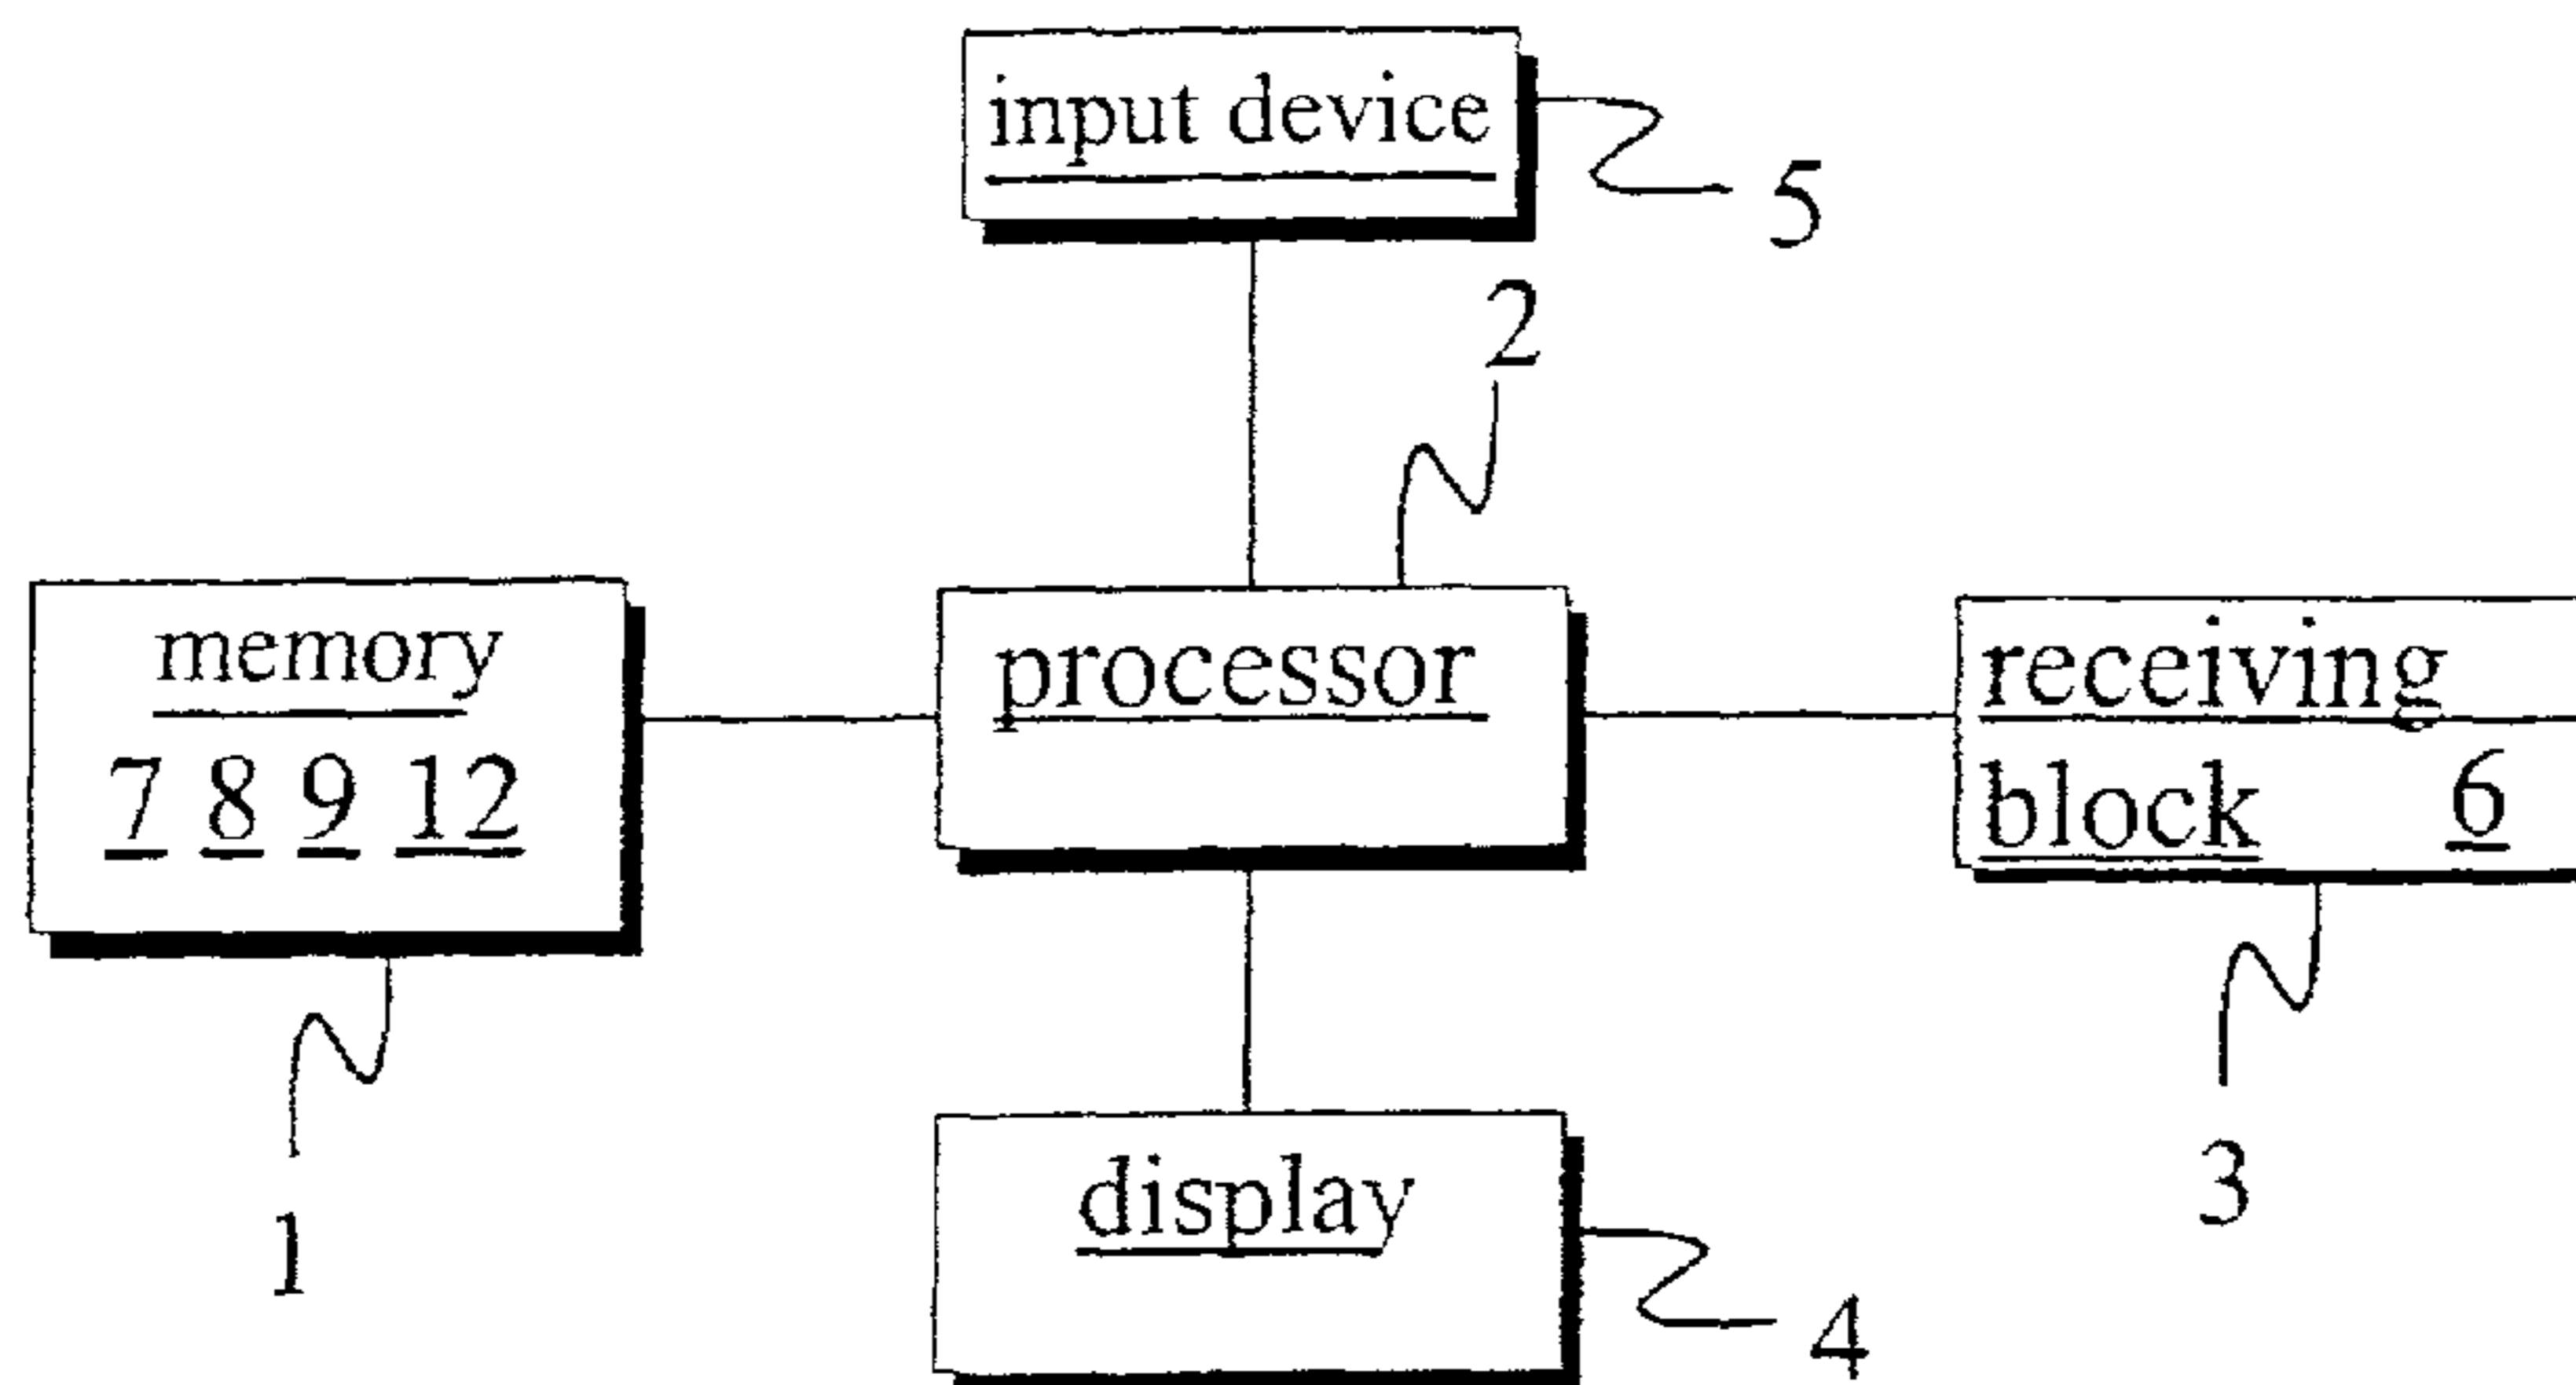 input device
5
2
memory
7 8 9 12
processor
receiving
block 6
1
display
3
4